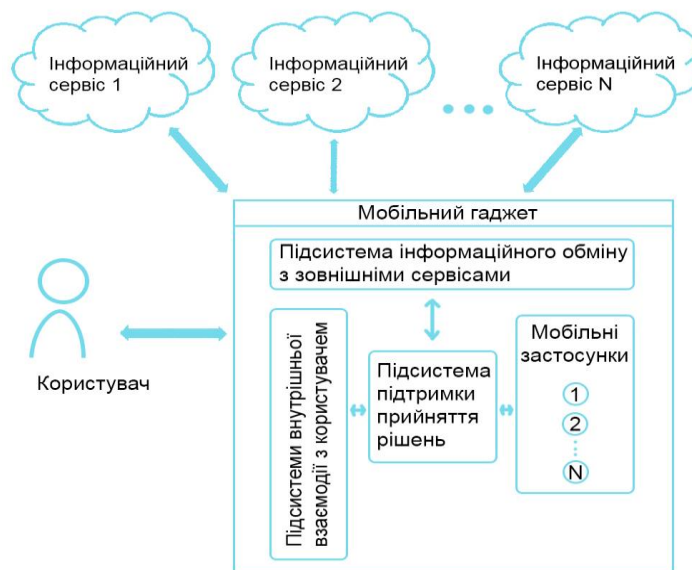 Інформаційний
сервіс 1
Інформаційний
сервіс 2
Інформаційний
сервіс N
Мобільний гаджет
Підсистема інформаційного обміну
з зовнішніми сервісами
Користувач
Підсистеми внутрішньої
взаємодії з користувачем
Підсистема
підтримки
прийняття
рішень
Мобільні
застосунки
1
2
N